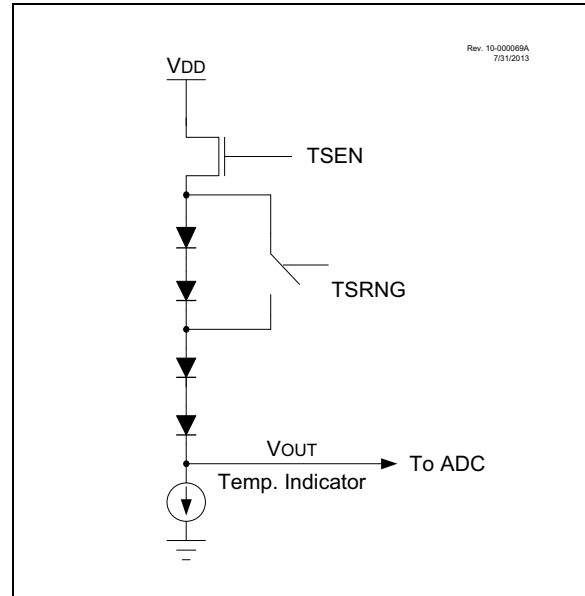 Rev. 10-000069A
7/31/2013
VDD
TSEN
TSRNG
VOUT
Temp. Indicator
To ADC